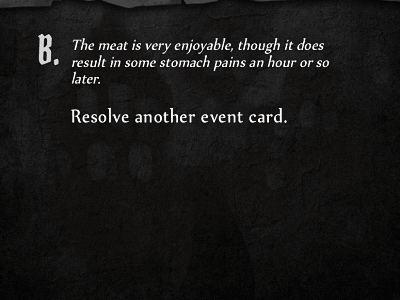 B. The meat is very enjoyable, though it does
result in some stomach pains an hour or so
later.
Resolve another event card.